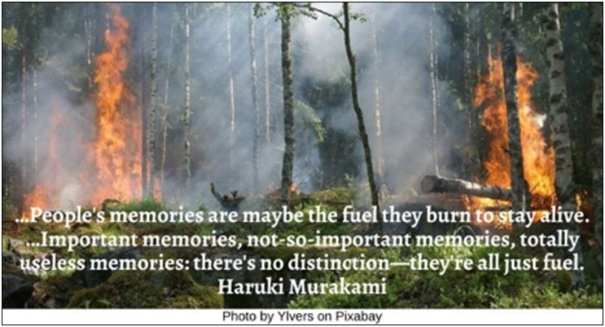 ...People's memories are maybe the fuel they burn to stay alive.
...Important memories, not-so-important memories, totally
useless memories: there's no distinction—they're all just fuel.
Haruki Murakami
Photo by Ylvers on Pixabay